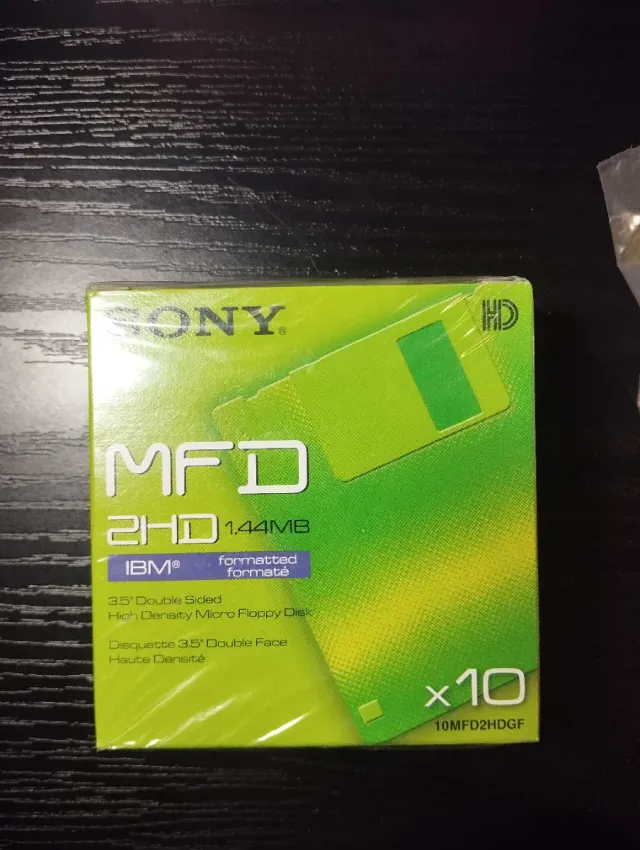 SONY®
HD
MFD
2HD 1.44MB
IBM® formatted
formaté
3.5" Double Sided
High Density Micro Floppy Disk
Disquette 3.5" Double Face
Haute Densité
x10
10MFD2HDGF